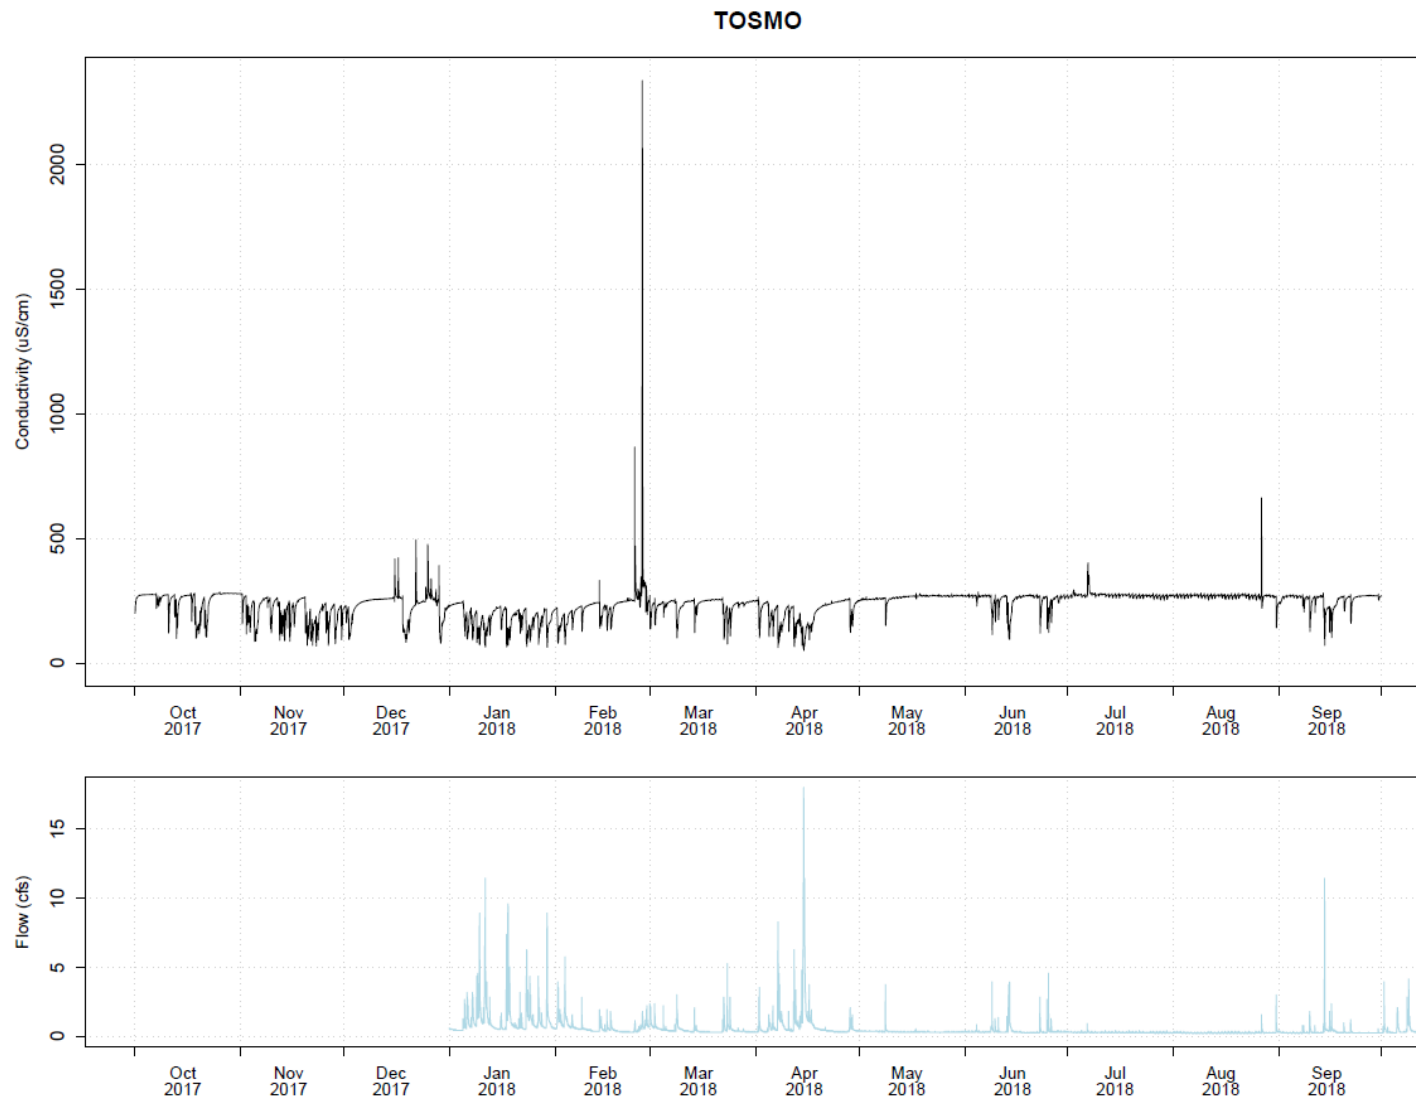 TOSMO
Conductivity (uS/cm)
2000
1500
1000
500
0
Oct Nov Dec Jan Feb Mar Apr May Jun Jul Aug Sep
2017 2017 2017 2018 2018 2018 2018 2018 2018 2018 2018 2018
Flow (cfs)
15
10
5
0
Oct Nov Dec Jan Feb Mar Apr May Jun Jul Aug Sep
2017 2017 2017 2018 2018 2018 2018 2018 2018 2018 2018 2018